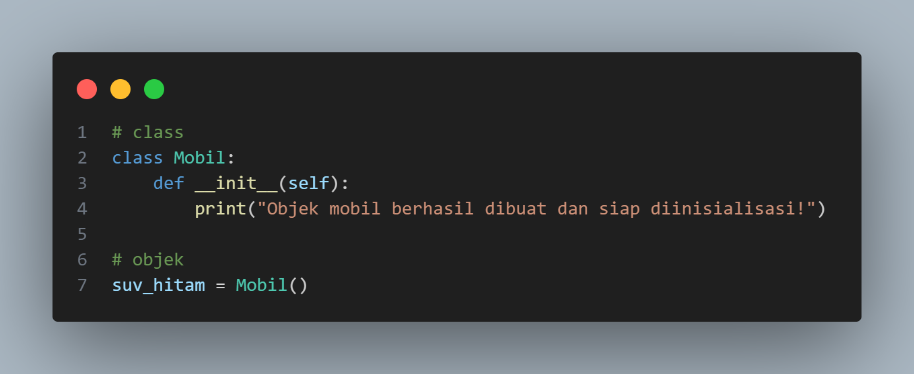 1 # class
2 class Mobil:
3     def __init__(self):
4         print("Objek mobil berhasil dibuat dan siap diinisialisasi!")
5
6 # objek
7 suv_hitam = Mobil()